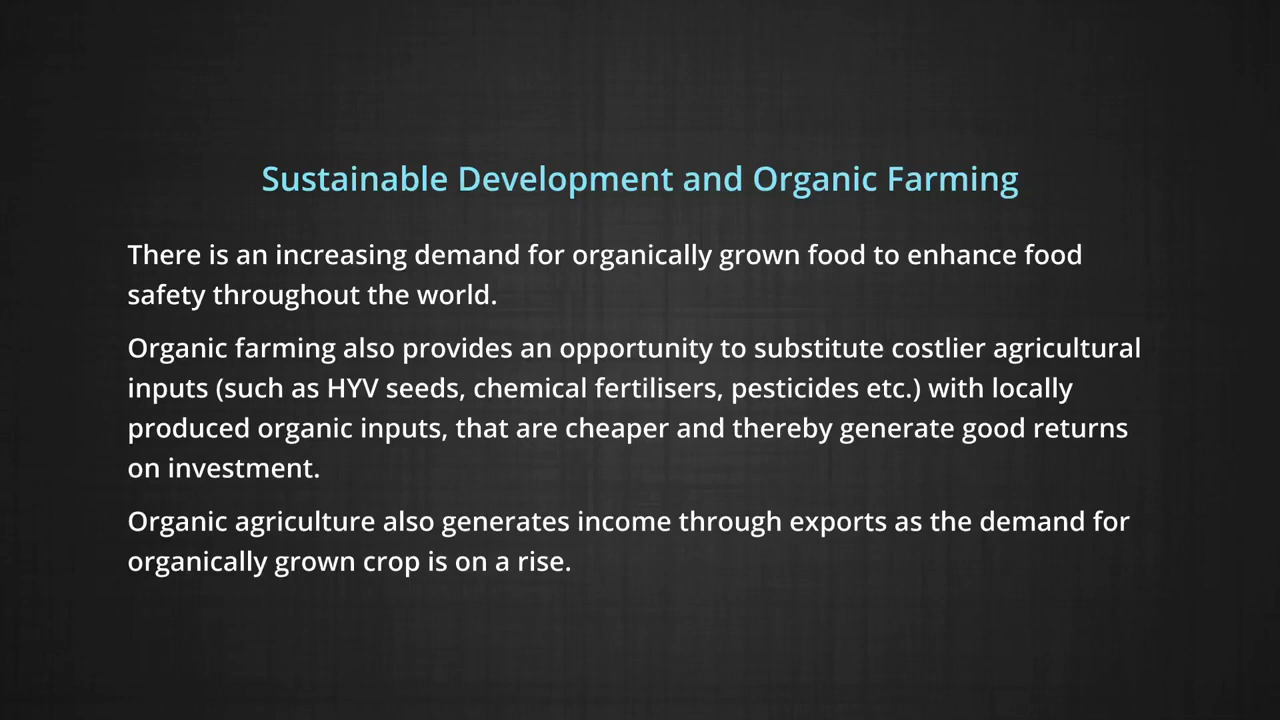 Sustainable Development and Organic Farming
There is an increasing demand for organically grown food to enhance food
safety throughout the world.
Organic farming also provides an opportunity to substitute costlier agricultural
inputs (such as HYV seeds, chemical fertilisers, pesticides etc.) with locally
produced organic inputs, that are cheaper and thereby generate good returns
on investment.
Organic agriculture also generates income through exports as the demand for
organically grown crop is on a rise.